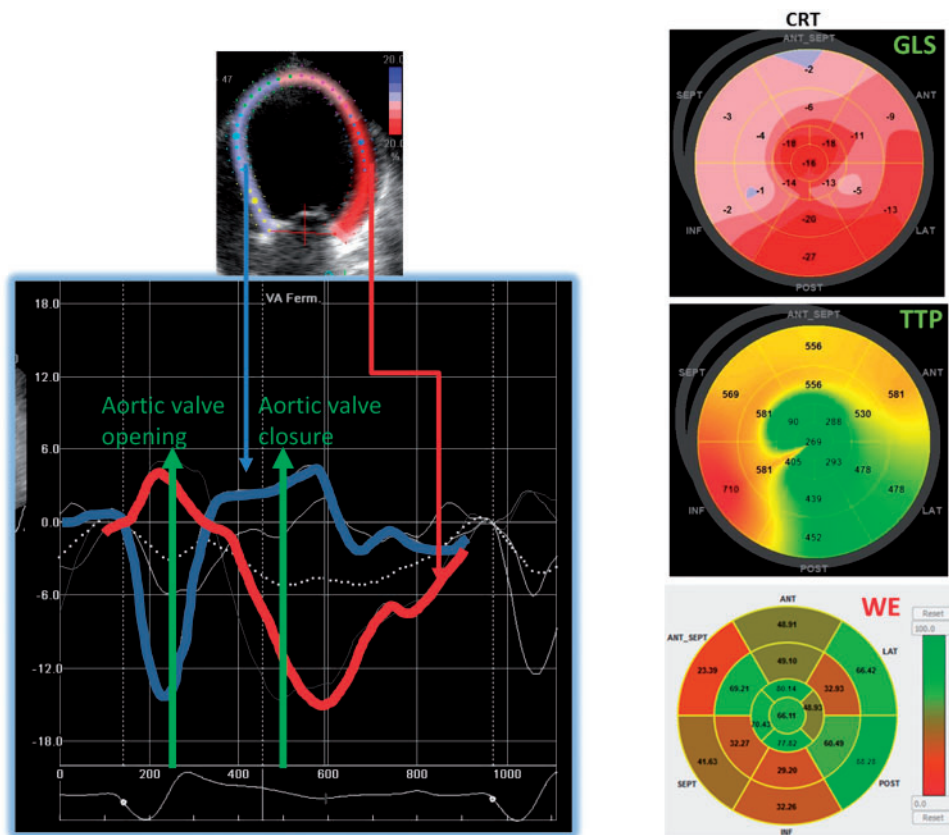 47
20.0
20.0
%
18.0
VA Ferm.
12.0
6.0
0.0
-6.0
-12.0
-18.0
Aortic valve
opening
Aortic valve
closure
0
200
400
600
800
1000
CRT
ANT_SEPT
GLS
SEPT
ANT
-2
-3
-6
-9
-4
-18
-18
-11
-16
-1
-14
-13
-5
-2
-20
-13
INF
LAT
-27
POST
ANT_SEPT
TTP
SEPT
ANT
556
569
556
581
581
90
288
530
269
581
405
293
478
710
439
478
INF
LAT
452
POST
WE
ANT
Reset
100.0
ANT_SEPT
48.91
LAT
23.39
49.10
66.42
69.21
80.14
32.93
66.11
48.93
70.43
32.27
77.02
60.49
41.63
29.20
SEPT
POST
32.26
INF
0.0
Reset